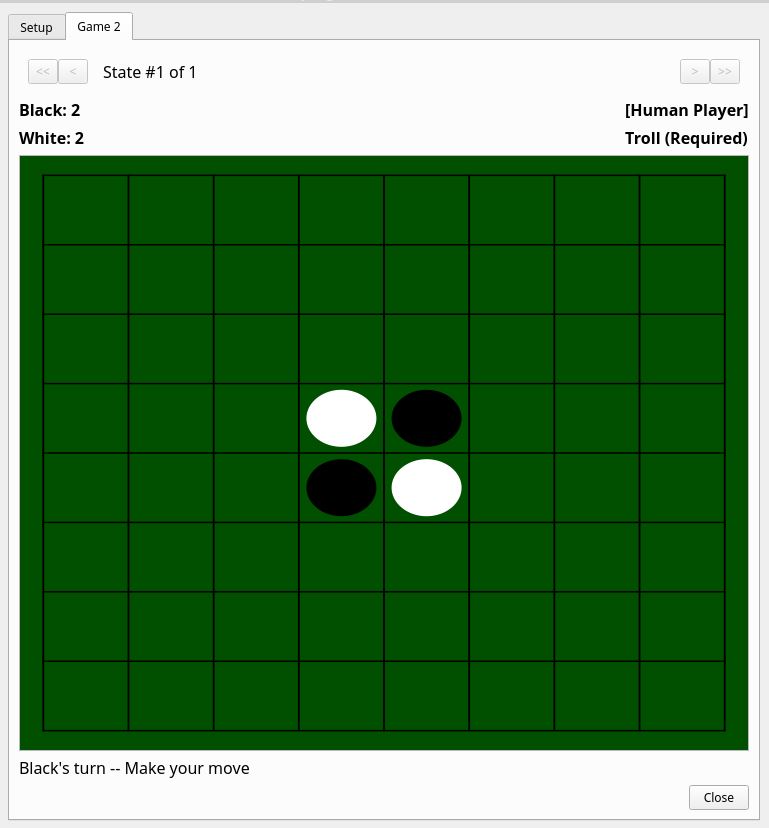 Setup
Game 2
<< < State #1 of 1 > >>
Black: 2 [Human Player]
White: 2 Troll (Required)
Black's turn -- Make your move
Close